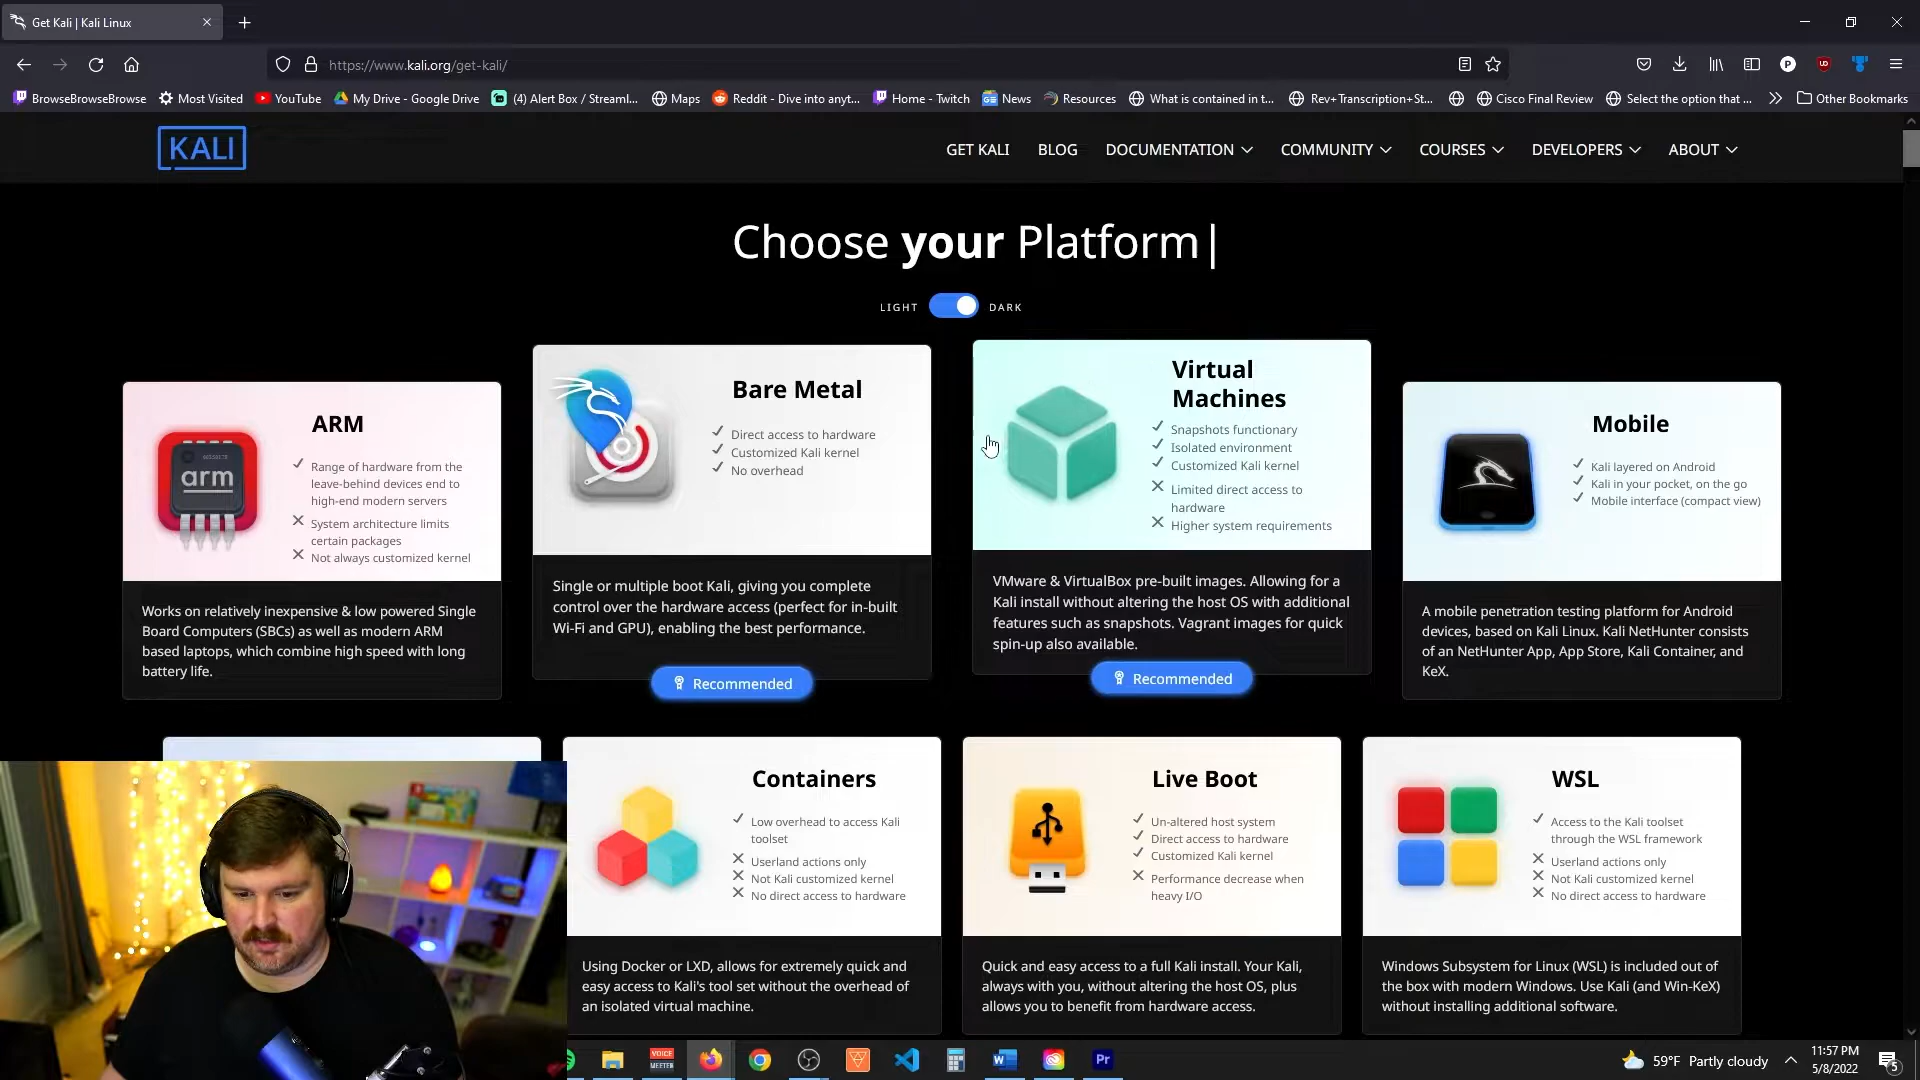 Get Kali | Kali Linux
https://www.kali.org/get-kali/
BrowseBrowseBrowse
Most Visited
YouTube
My Drive - Google Drive
(4) Alert Box / Streaml...
Maps
Reddit - Dive into anyt...
Home - Twitch
News
Resources
What is contained in t...
Rev+Transcription+St...
Cisco Final Review
Select the option that ...
Other Bookmarks
KALI
GET KALI
BLOG
DOCUMENTATION
COMMUNITY
COURSES
DEVELOPERS
ABOUT
Choose your Platform|
LIGHT
DARK
ARM
arm
Range of hardware from the
leave-behind devices end to
high-end modern servers
System architecture limits
certain packages
Not always customized kernel
Works on relatively inexpensive & low powered Single
Board Computers (SBCs) as well as modern ARM
based laptops, which combine high speed with long
battery life.
Bare Metal
Direct access to hardware
Customized Kali kernel
No overhead
Single or multiple boot Kali, giving you complete
control over the hardware access (perfect for in-built
Wi-Fi and GPU), enabling the best performance.
Recommended
Virtual
Machines
Snapshots functionary
Isolated environment
Customized Kali kernel
Limited direct access to
hardware
Higher system requirements
VMware & VirtualBox pre-built images. Allowing for a
Kali install without altering the host OS with additional
features such as snapshots. Vagrant images for quick
spin-up also available.
Recommended
Mobile
Kali layered on Android
Kali in your pocket, on the go
Mobile interface (compact view)
A mobile penetration testing platform for Android
devices, based on Kali Linux. Kali NetHunter consists
of an NetHunter App, App Store, Kali Container, and
KeX.
Containers
Low overhead to access Kali
toolset
Userland actions only
Not Kali customized kernel
No direct access to hardware
Using Docker or LXD, allows for extremely quick and
easy access to Kali's tool set without the overhead of
an isolated virtual machine.
Live Boot
Un-altered host system
Direct access to hardware
Customized Kali kernel
Performance decrease when
heavy I/O
Quick and easy access to a full Kali install. Your Kali,
always with you, without altering the host OS, plus
allows you to benefit from hardware access.
WSL
Access to the Kali toolset
through the WSL framework
Userland actions only
Not Kali customized kernel
No direct access to hardware
Windows Subsystem for Linux (WSL) is included out of
the box with modern Windows. Use Kali (and Win-KeX)
without installing additional software.
VOICE
MEETER
W
Pr
59°F Partly cloudy
11:57 PM
5/8/2022
5